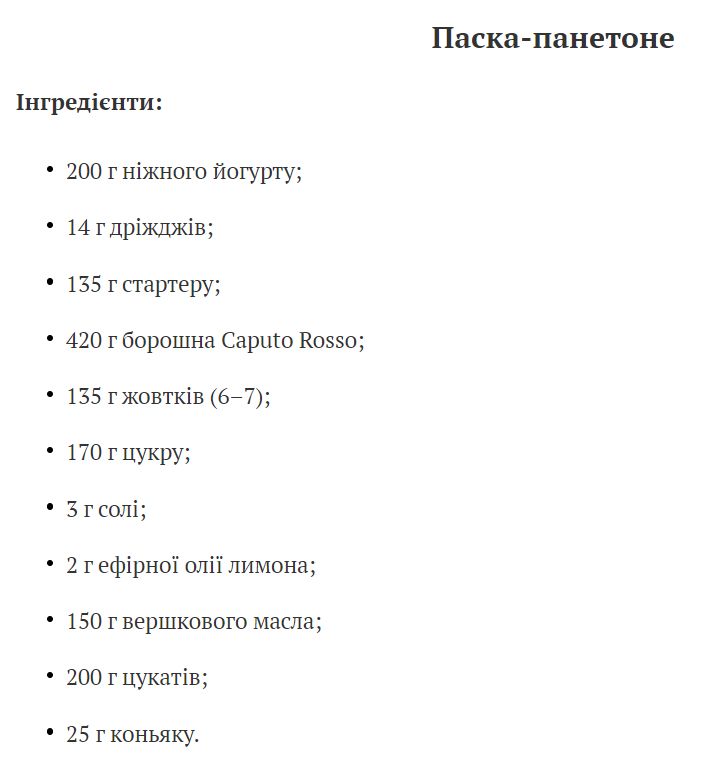 Паска-панетоне
Інгредієнти:
• 200 г ніжного йогурту;
• 14 г дріжджів;
• 135 г стартеру;
• 420 г борошна Caputo Rosso;
• 135 г жовтків (6–7);
• 170 г цукру;
• 3 г солі;
• 2 г ефірної олії лимона;
• 150 г вершкового масла;
• 200 г цукатів;
• 25 г коньяку.